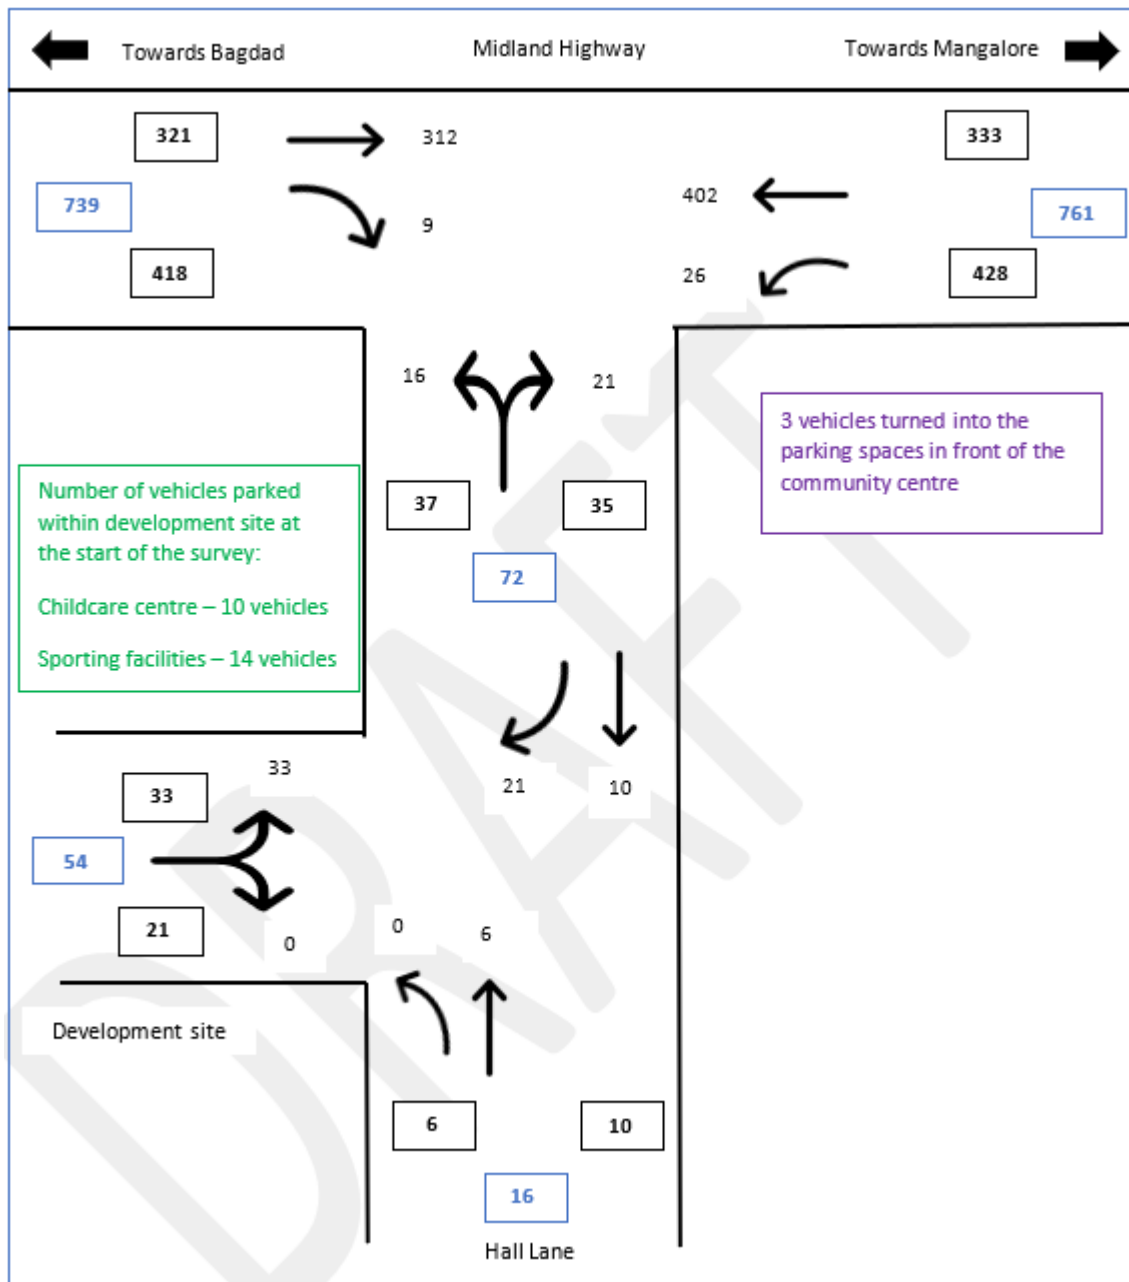 Towards Bagdad
Midland Highway
Towards Mangalore
321
312
333
739
402
761
9
418
26
428
16
21
3 vehicles turned into the
parking spaces in front of the
community centre
Number of vehicles parked
within development site at
the start of the survey:
Childcare centre – 10 vehicles
Sporting facilities – 14 vehicles
37
35
72
33
33
21
10
54
21
0
0
6
Development site
6
10
16
Hall Lane
DRAFT